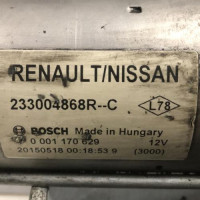 RENAULT/NISSAN
233004868R--C L78
BOSCH Made in Hungary
0 001 170 629 12V
20150518 00:18:53.9 (3000)